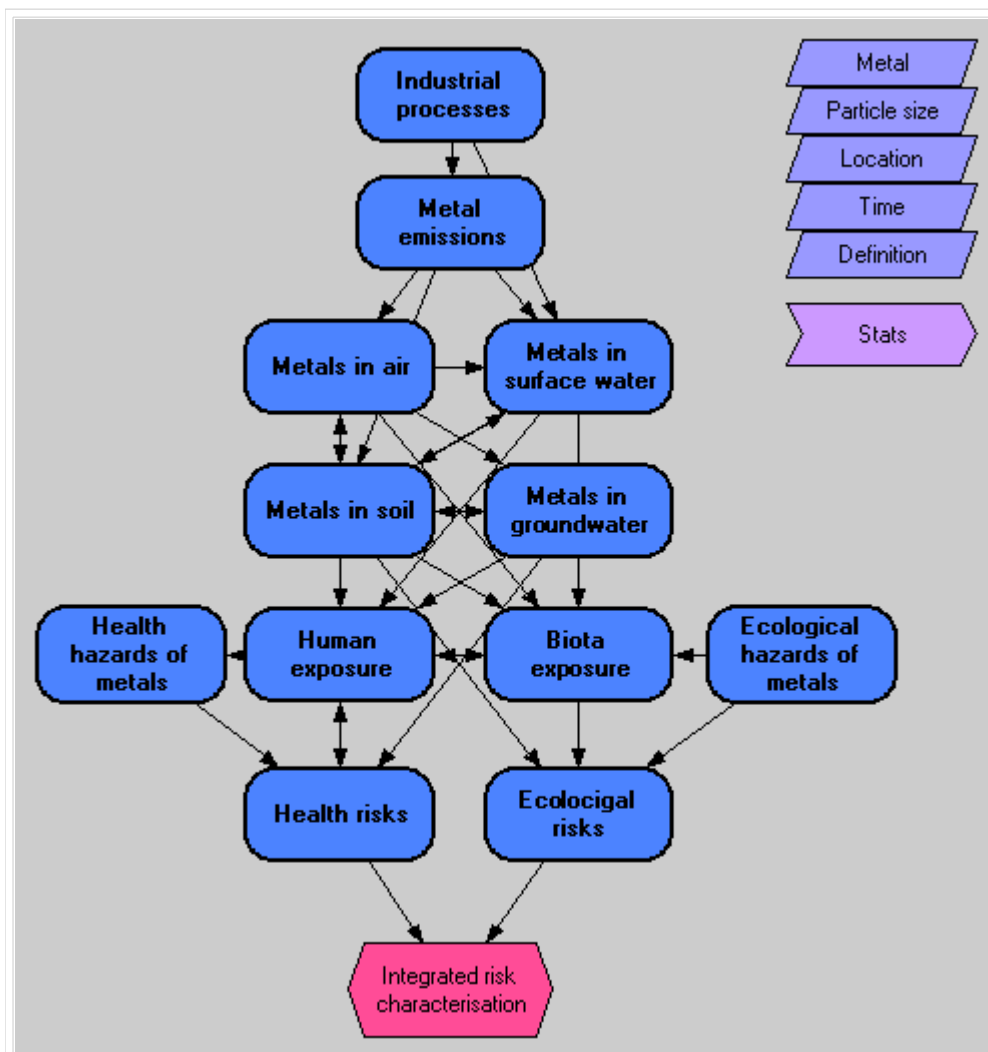 Industrial
processes
Metal
emissions
Metals in air
Metals in
surface water
Metals in soil
Metals in
groundwater
Health
hazards of
metals
Human
exposure
Biota
exposure
Ecological
hazards of
metals
Health risks
Ecolocigal
risks
Integrated risk
characterisation
Metal
Particle size
Location
Time
Definition
Stats